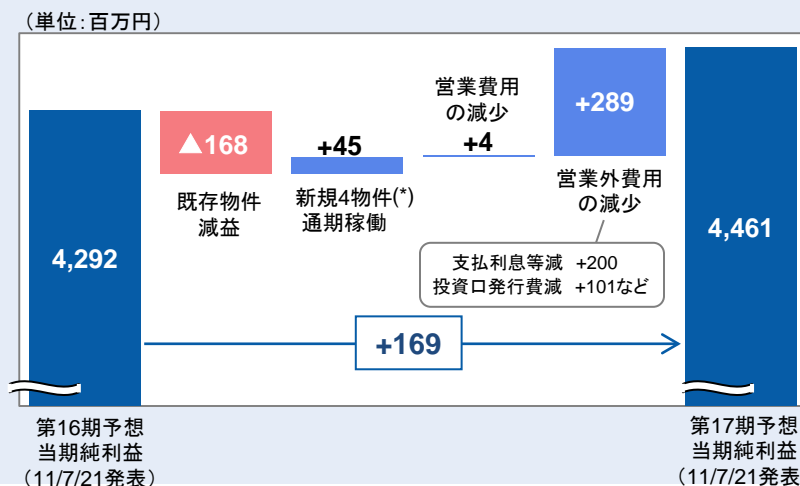 （単位：百万円）
4,292
▲168
既存物件
減益
+45
新規4物件(*)
通期稼働
営業費用
の減少
+4
+289
営業外費用
の減少
支払利息等減 +200
投資口発行費減 +101など
4,461
+169
第16期予想
当期純利益
（11/7/21発表）
第17期予想
当期純利益
（11/7/21発表